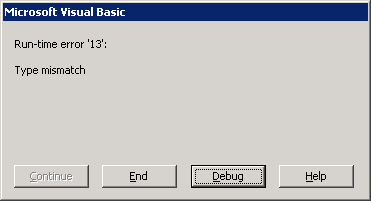 Microsoft Visual Basic
Run-time error '13':
Type mismatch
Continue End Debug Help